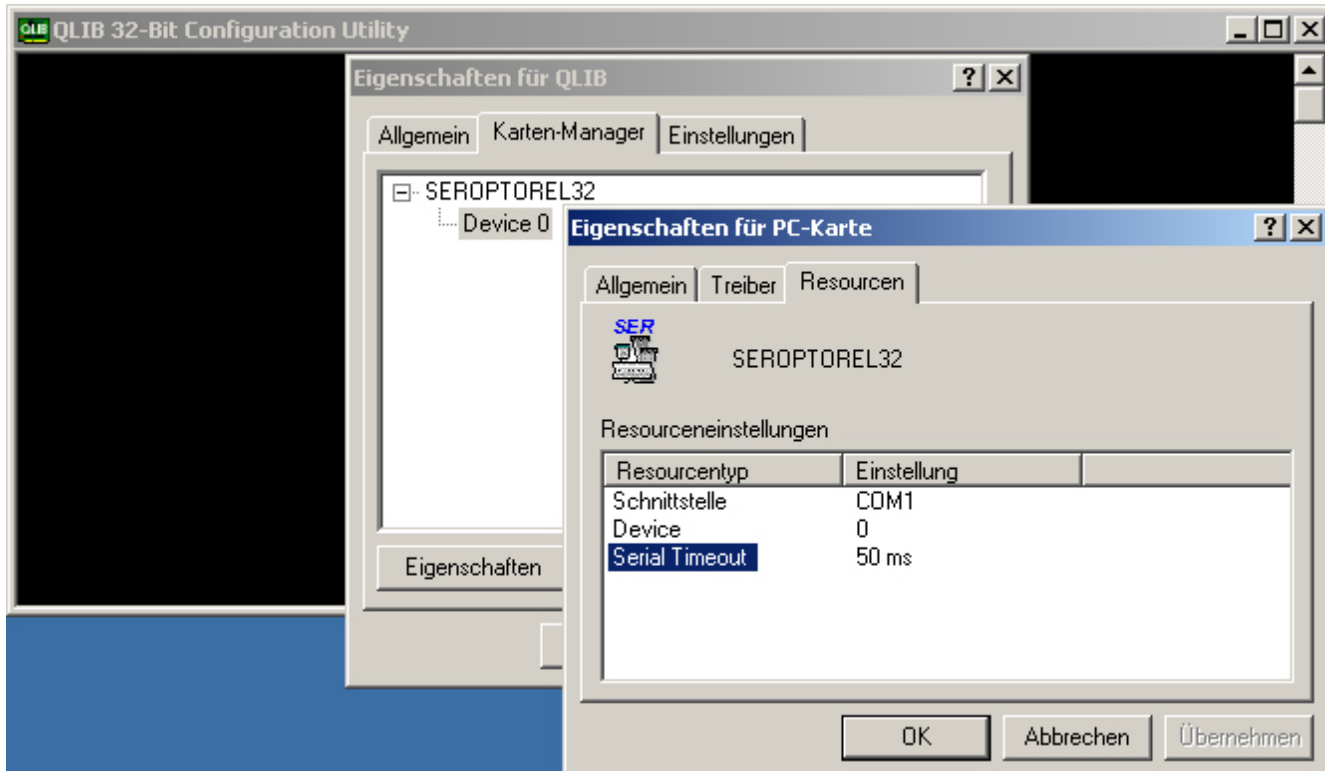 QLIB QLIB 32-Bit Configuration Utility
Eigenschaften für QLIB
Allgemein Karten-Manager Einstellungen
SEROPTOREL32
Device 0
Eigenschaften
Eigenschaften für PC-Karte
Allgemein Treiber Resourcen
SER
SEROPTOREL32
Resourceneinstellungen
Resourcentyp Einstellung
Schnittstelle COM1
Device 0
Serial Timeout 50 ms
OK Abbrechen Übernehmen